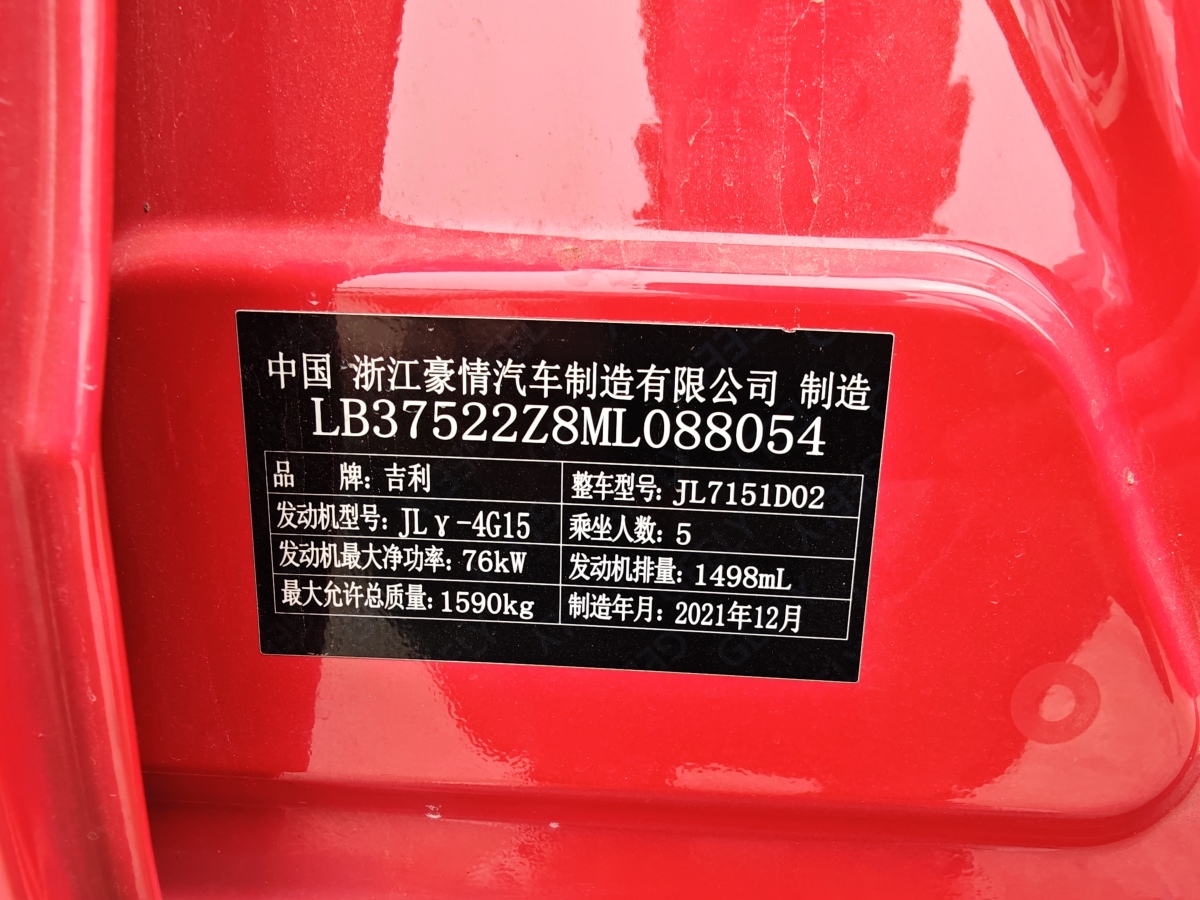 中国 浙江豪情汽车制造有限公司 制造
LB37522Z8ML088054
品 牌：吉利 整车型号：JL7151D02
发动机型号：JLγ-4G15 乘坐人数：5
发动机最大净功率：76kW 发动机排量：1498mL
最大允许总质量：1590kg 制造年月：2021年12月